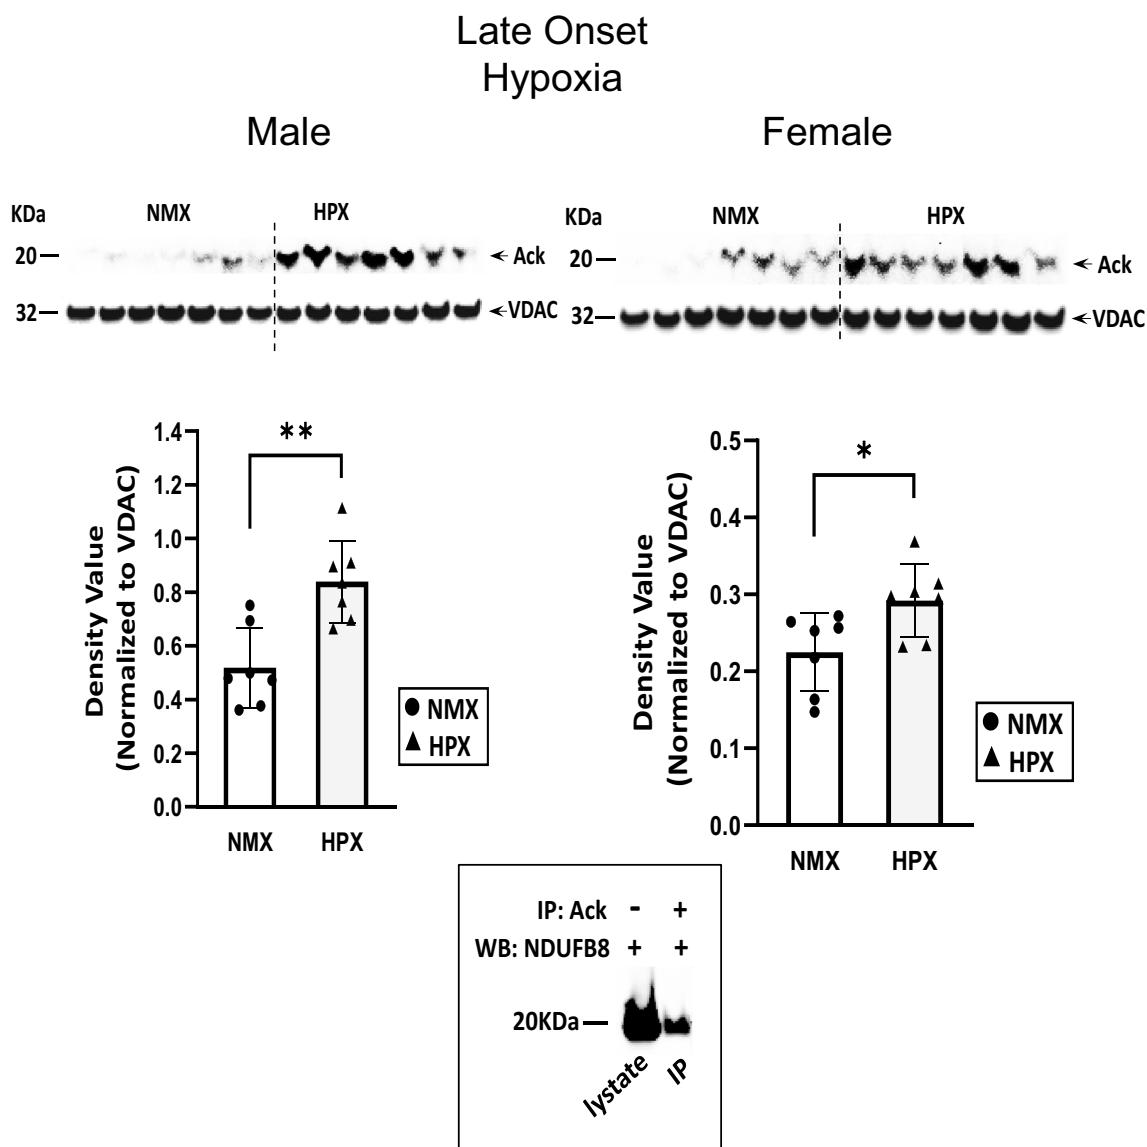 Late Onset
Hypoxia
Male
Female
KDa
NMX
HPX
20
Ack
32
VDAC
KDa
NMX
HPX
20
Ack
32
VDAC
**
1.4
1.2
1.0
0.8
0.6
0.4
0.2
0.0
Density Value
(Normalized to VDAC)
NMX
HPX
NMX
HPX
*
0.5
0.4
0.3
0.2
0.1
0.0
Density Value
(Normalized to VDAC)
NMX
HPX
NMX
HPX
IP: Ack - +
WB: NDUFB8 + +
20KDa
lystate
IP